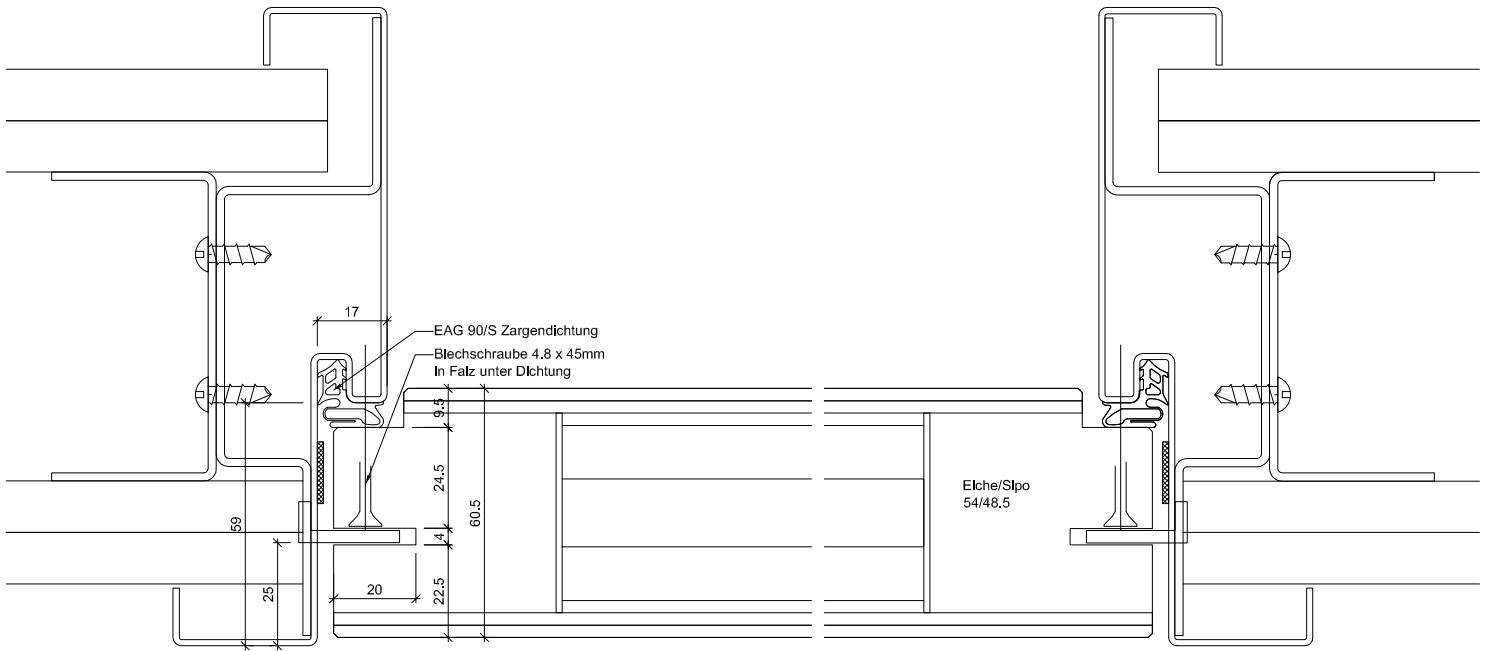 17
EAG 90/S Zargendichtung
Blechschraube 4.8 x 45mm
in Falz unter Dichtung
9.5
24.5
60.5
4
22.5
59
25
20
Eiche/Sipo
54/48.5